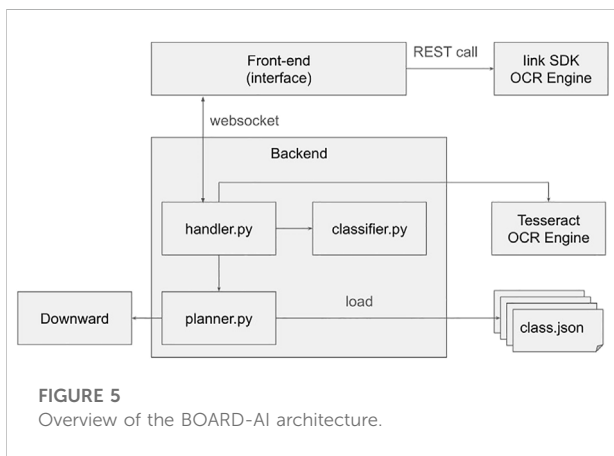 Front-end
(interface)
REST call
Iink SDK
OCR Engine
websocket
Backend
handler.py
classifier.py
Tesseract
OCR Engine
Downward
planner.py
load
class.json
FIGURE 5
Overview of the BOARD-AI architecture.